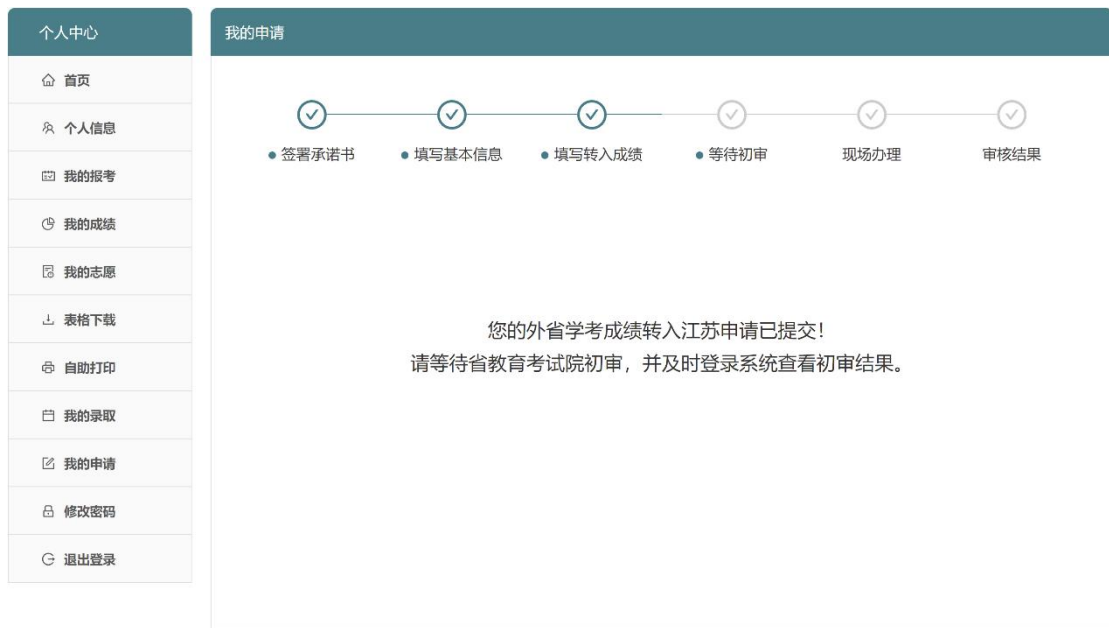 个人中心
首页
个人信息
我的报考
我的成绩
我的志愿
表格下载
自助打印
我的录取
我的申请
修改密码
退出登录
我的申请
签署承诺书 填写基本信息 填写转入成绩 等待初审 现场办理 审核结果
您的外省学考成绩转入江苏申请已提交!
请等待省教育考试院初审，并及时登录系统查看初审结果。